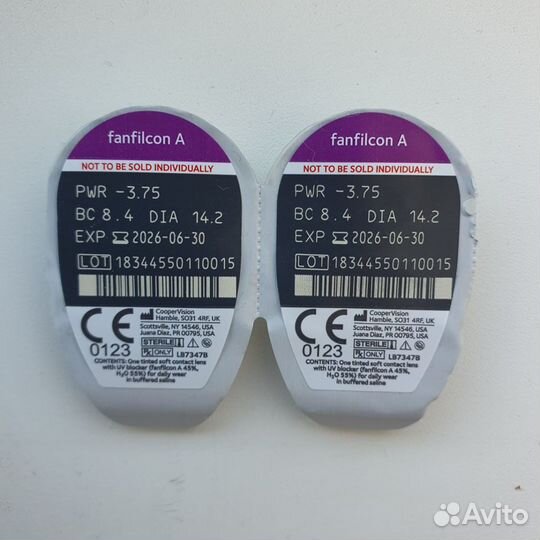 fanfilcon A
NOT TO BE SOLD INDIVIDUALLY
PWR -3.75
BC 8.4 DIA 14.2
EXP 2026-06-30
LOT 18344550110015
CooperVision
Hamble, SO31 4RF, UK
Scottsville, NY 14546, USA
Juana Diaz, PR 00795, USA
CE
0123
STERILE
Rx ONLY LB7347B
CONTENTS: One tinted soft contact lens
with UV blocker (fanfilcon A 45%,
H₂O 55%) for daily wear
in buffered saline
fanfilcon A
NOT TO BE SOLD INDIVIDUALLY
PWR -3.75
BC 8.4 DIA 14.2
EXP 2026-06-30
LOT 18344550110015
CooperVision
Hamble, SO31 4RF, UK
Scottsville, NY 14546, USA
Juana Diaz, PR 00795, USA
CE
0123
STERILE
Rx ONLY LB7347B
CONTENTS: One tinted soft contact lens
with UV blocker (fanfilcon A 45%,
H₂O 55%) for daily wear
in buffered saline
Avito